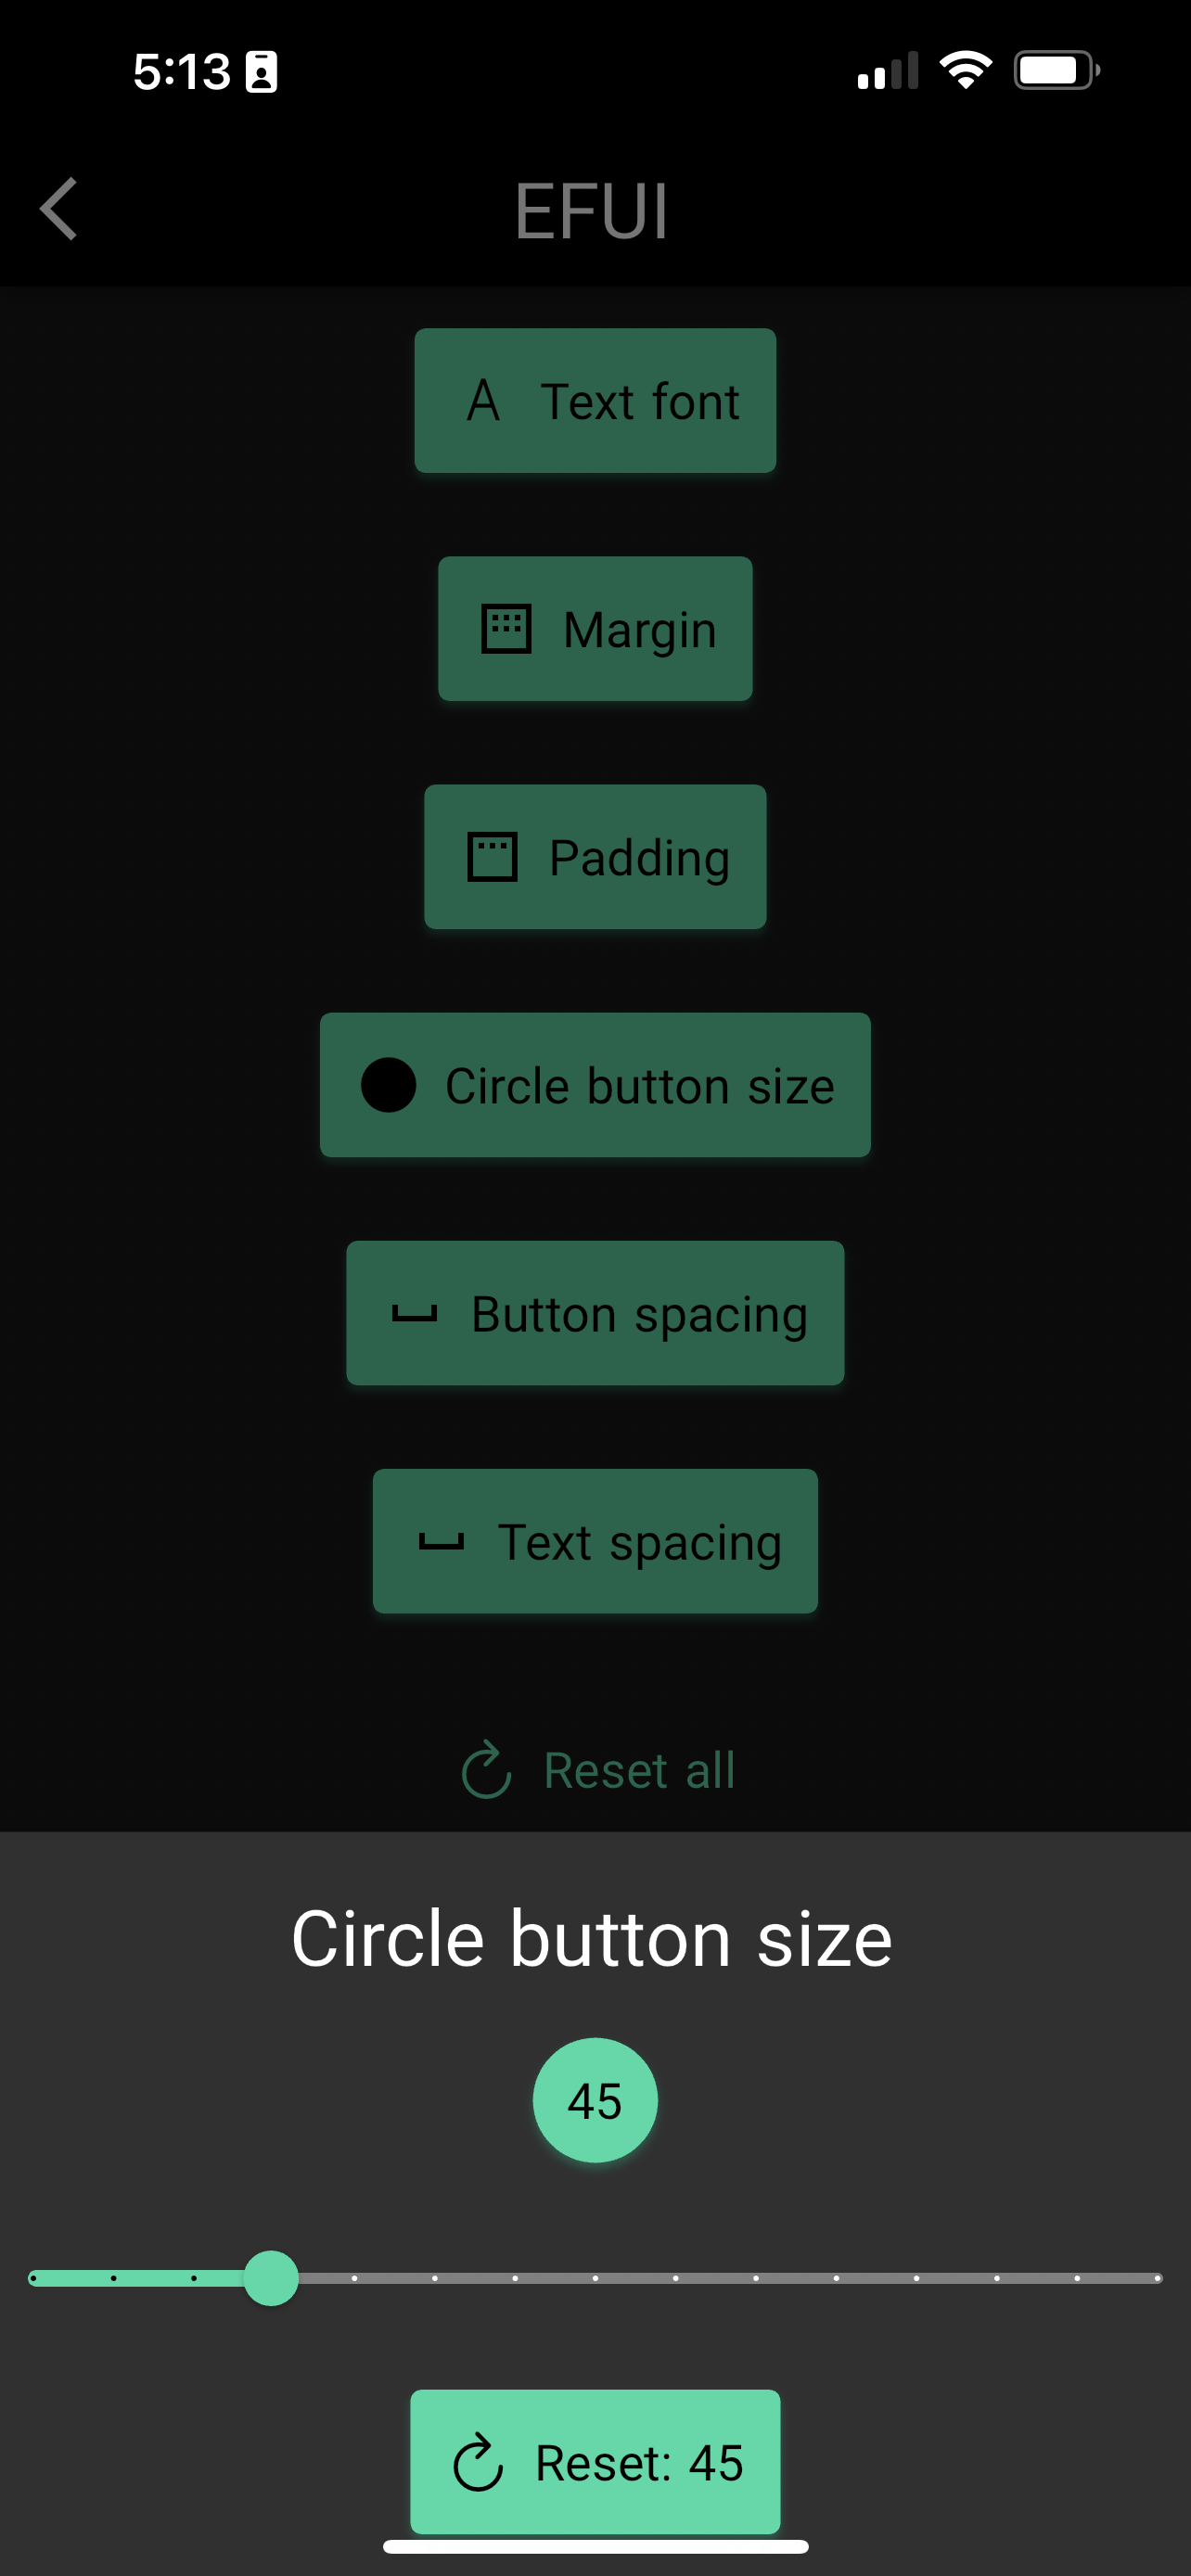 5:13
EFUI
A Text font
Margin
Padding
Circle button size
Button spacing
Text spacing
Reset all
Circle button size
45
Reset: 45